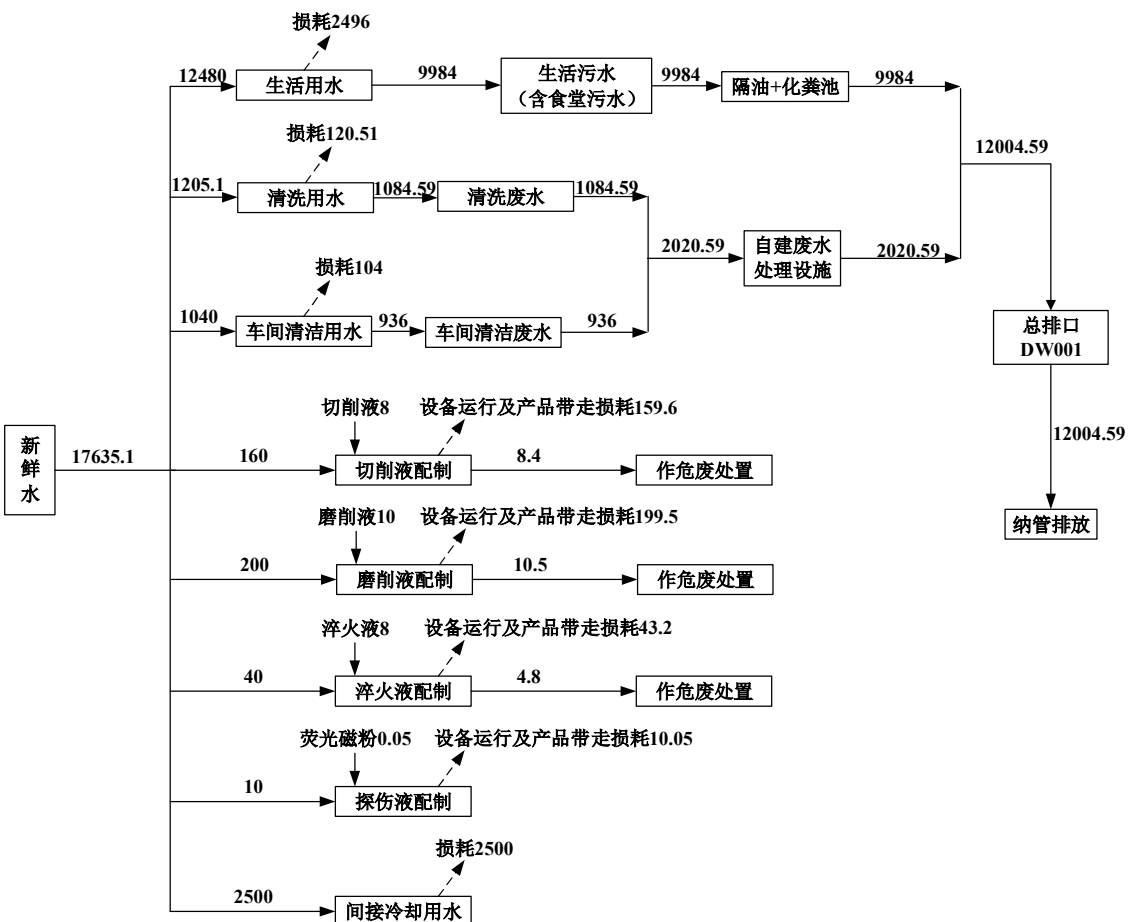 损耗2496
12480
生活用水
9984
生活污水
（含食堂污水）
9984
隔油+化粪池
9984
损耗120.51
12004.59
1205.1
清洗用水
1084.59
清洗废水
1084.59
2020.59
自建废水
处理设施
2020.59
损耗104
1040
车间清洁用水
936
车间清洁废水
936
总排口
DW001
新
鲜
水
17635.1
切削液8
设备运行及产品带走损耗159.6
160
切削液配制
8.4
作危废处置
12004.59
磨削液10
设备运行及产品带走损耗199.5
纳管排放
200
磨削液配制
10.5
作危废处置
淬火液8
设备运行及产品带走损耗43.2
40
淬火液配制
4.8
作危废处置
荧光磁粉0.05
设备运行及产品带走损耗10.05
10
探伤液配制
损耗2500
2500
间接冷却用水